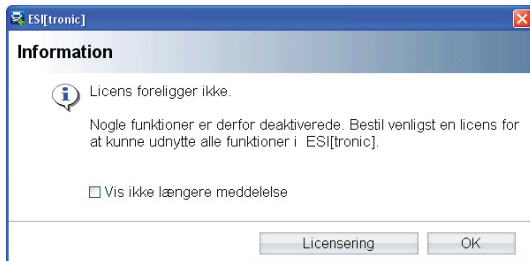 ESI[tronic]
Information
Licens foreligger ikke.
Nogle funktioner er derfor deaktiverede. Bestil venligst en licens for
at kunne udnytte alle funktioner i ESI[tronic].
Vis ikke længere meddelelse
Licensering
OK